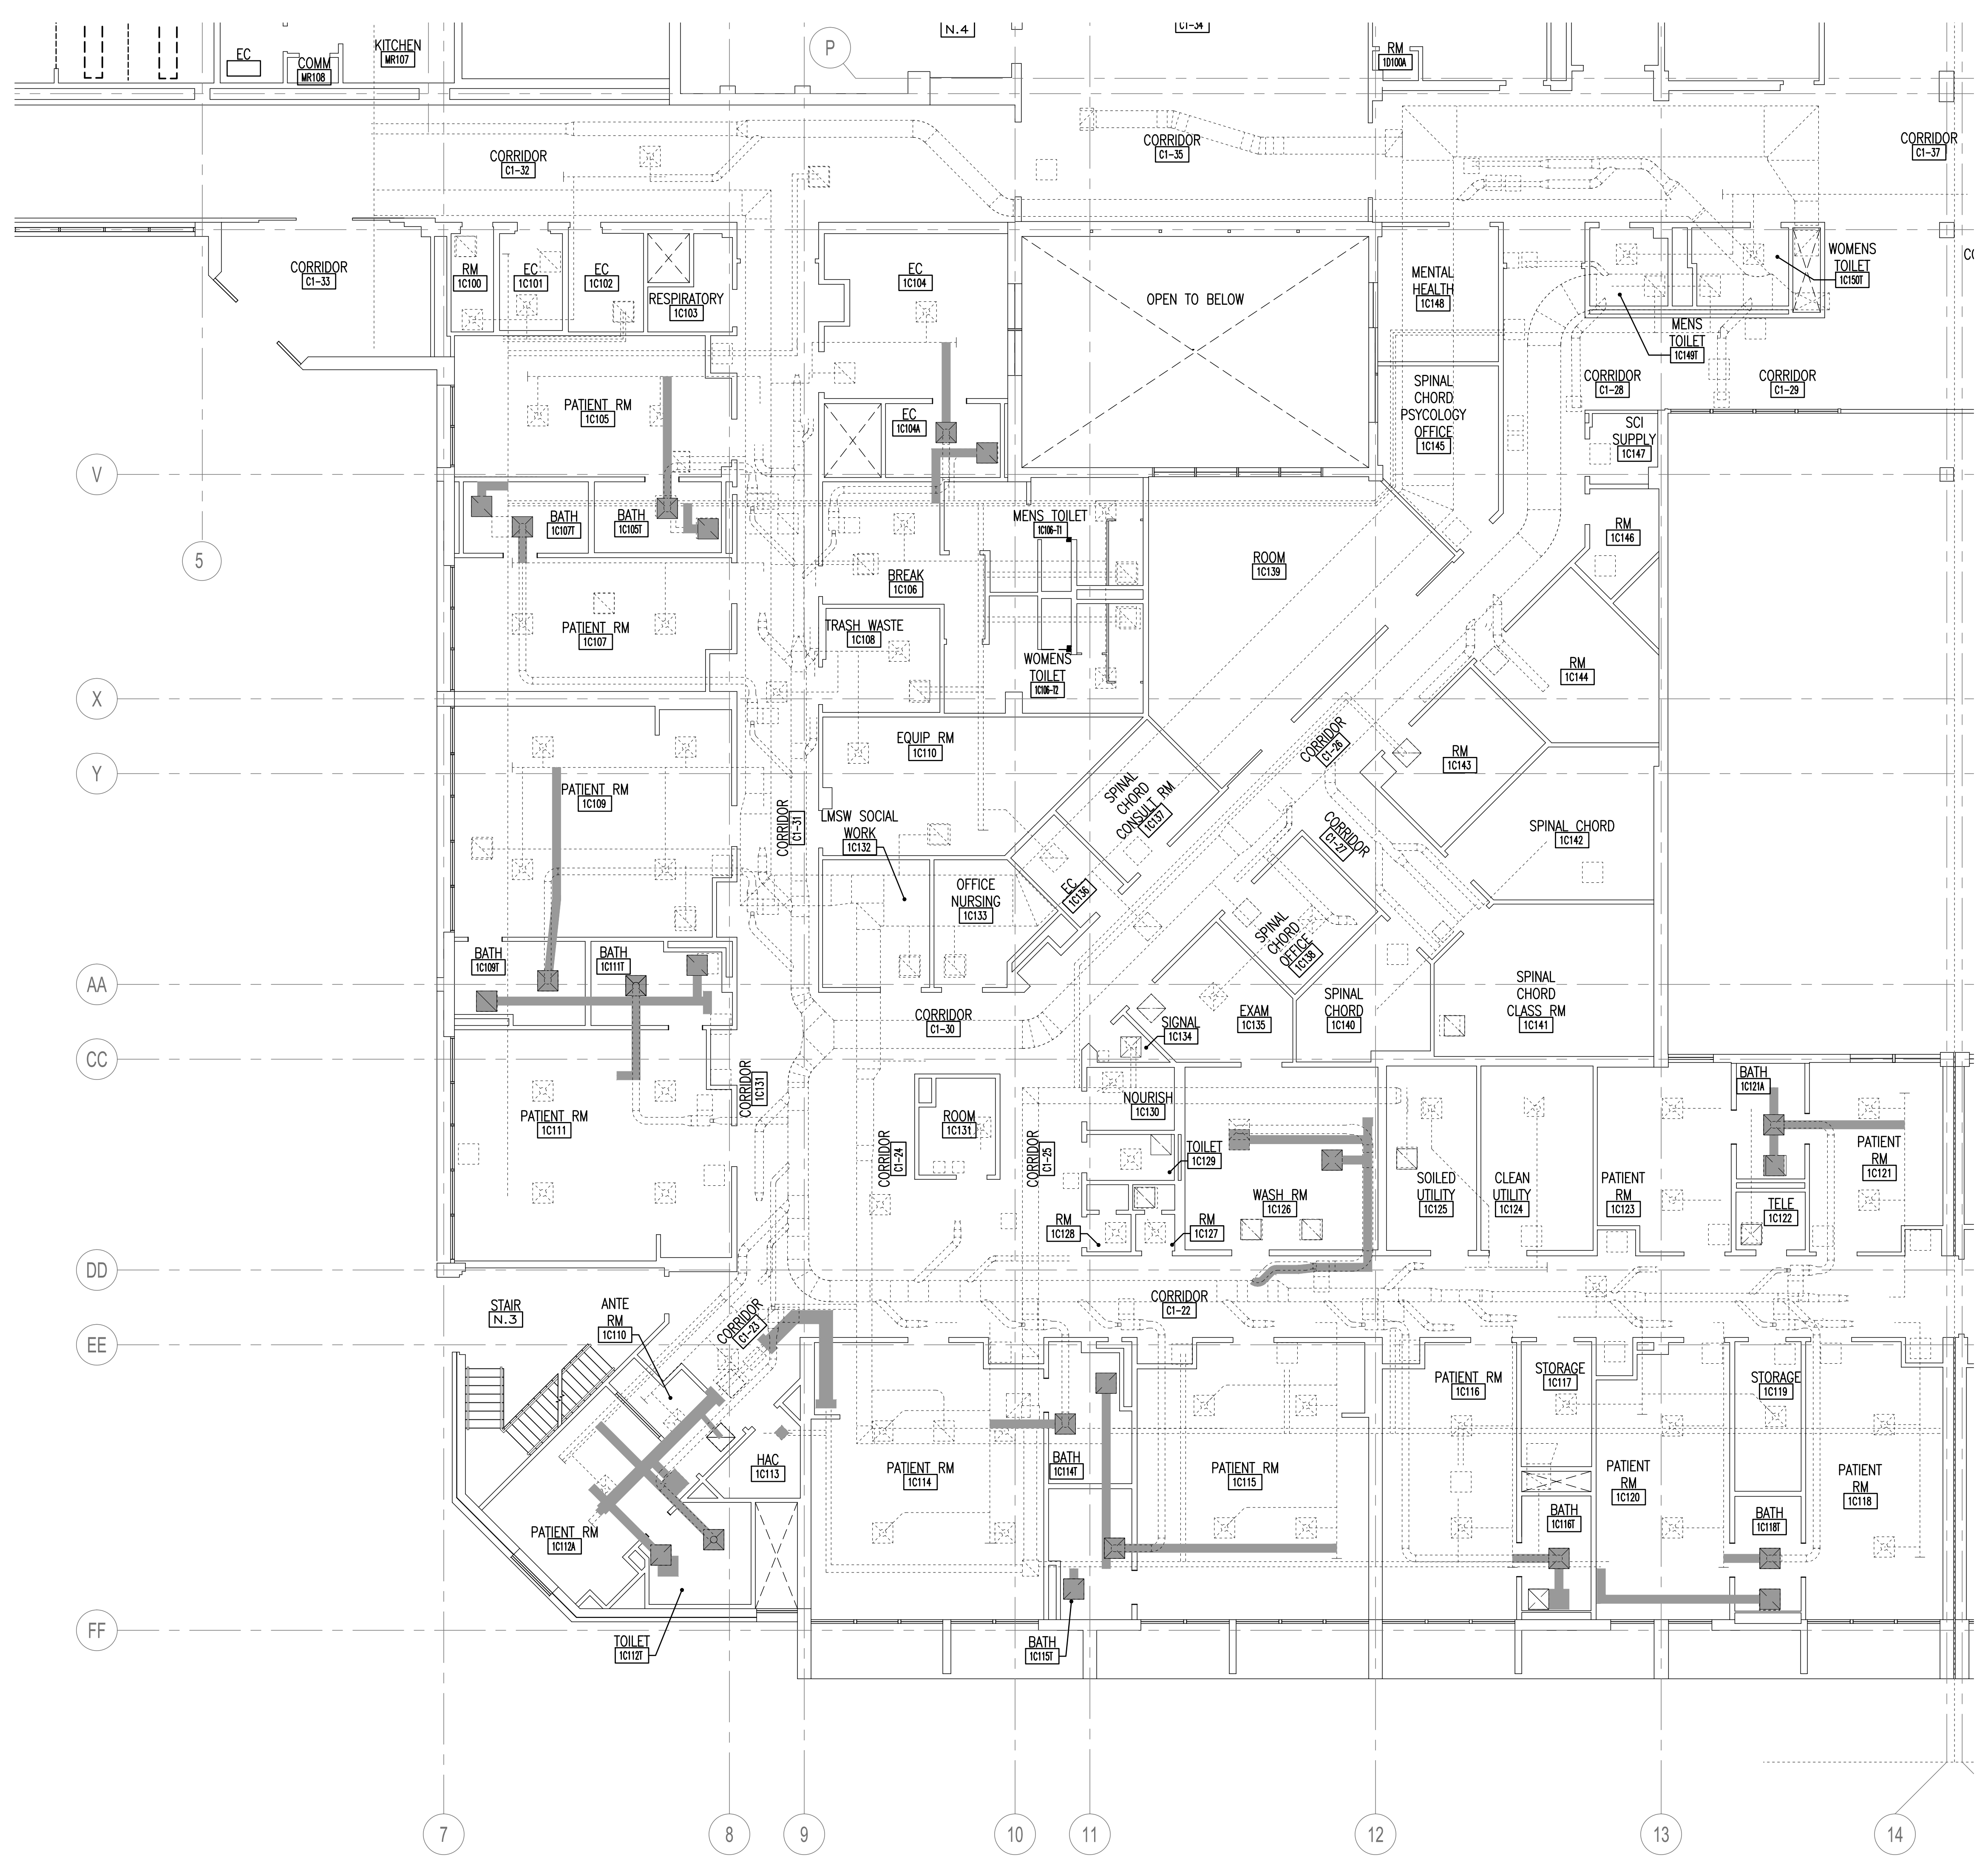 N.4
C1-34
P
EC
COMM
MR108
KITCHEN
MR107
RM
1D100A
CORRIDOR
C1-32
CORRIDOR
C1-35
CORRIDOR
C1-37
CORRIDOR
C1-33
RM
1C100
EC
1C101
EC
1C102
RESPIRATORY
1C103
EC
1C104
OPEN TO BELOW
MENTAL
HEALTH
1C148
WOMENS
TOILET
1C150T
MENS
TOILET
1C149T
CORRIDOR
C1-28
CORRIDOR
C1-29
PATIENT RM
1C105
EC
1C104A
SPINAL
CHORD
PSYCOLOGY
OFFICE
1C145
SCI
SUPPLY
1C147
V
5
BATH
1C107T
BATH
1C105T
MENS TOILET
1C106-T1
ROOM
1C139
RM
1C146
BREAK
1C106
PATIENT RM
1C107
TRASH WASTE
1C108
WOMENS
TOILET
1C106-T2
RM
1C144
X
EQUIP RM
1C110
CORRIDOR
C1-26
RM
1C143
Y
PATIENT RM
1C109
CORRIDOR
C1-31
LMSW SOCIAL
WORK
1C132
SPINAL
CHORD
CONSULT RM
1C137
CORRIDOR
C1-27
SPINAL CHORD
1C142
OFFICE
NURSING
1C133
EC
1C136
SPINAL
CHORD
OFFICE
1C138
BATH
1C109T
BATH
1C111T
AA
CORRIDOR
C1-30
SIGNAL
1C134
EXAM
1C135
SPINAL
CHORD
1C140
SPINAL
CHORD
CLASS RM
1C141
CC
CORRIDOR
1C131
PATIENT RM
1C111
ROOM
1C131
CORRIDOR
C1-24
CORRIDOR
C1-25
NOURISH
1C130
TOILET
1C129
BATH
1C121A
PATIENT
RM
1C121
RM
1C128
WASH RM
1C126
RM
1C127
SOILED
UTILITY
1C125
CLEAN
UTILITY
1C124
PATIENT
RM
1C123
TELE
1C122
DD
STAIR
N.3
ANTE
RM
1C110
CORRIDOR
C1-23
CORRIDOR
C1-22
EE
HAC
1C113
PATIENT RM
1C114
BATH
1C114T
PATIENT RM
1C115
PATIENT RM
1C116
STORAGE
1C117
STORAGE
1C119
PATIENT
RM
1C120
PATIENT
RM
1C118
PATIENT RM
1C112A
BATH
1C116T
BATH
1C118T
FF
TOILET
1C112T
BATH
1C115T
7
8
9
10
11
12
13
14